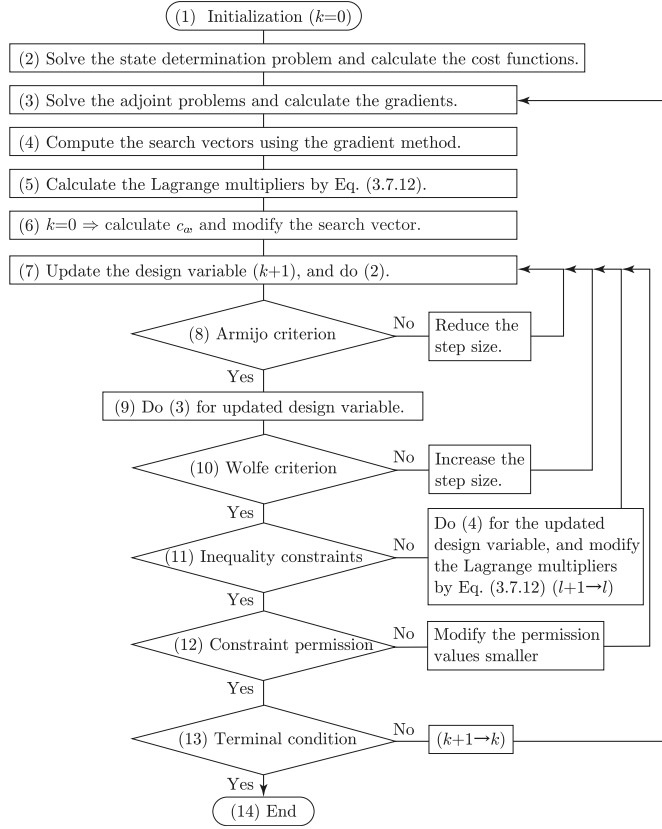 (1) Initialization (k=0)
(2) Solve the state determination problem and calculate the cost functions.
(3) Solve the adjoint problems and calculate the gradients.
(4) Compute the search vectors using the gradient method.
(5) Calculate the Lagrange multipliers by Eq. (3.7.12).
(6) k=0 ⇒ calculate cₐ, and modify the search vector.
(7) Update the design variable (k+1), and do (2).
(8) Armijo criterion
No
Reduce the
step size.
Yes
(9) Do (3) for updated design variable.
(10) Wolfe criterion
No
Increase the
step size.
Yes
(11) Inequality constraints
No
Do (4) for the updated
design variable, and modify
the Lagrange multipliers
by Eq. (3.7.12) (l+1→l)
Yes
(12) Constraint permission
No
Modify the permission
values smaller
Yes
(13) Terminal condition
No
(k+1→k)
Yes
(14) End